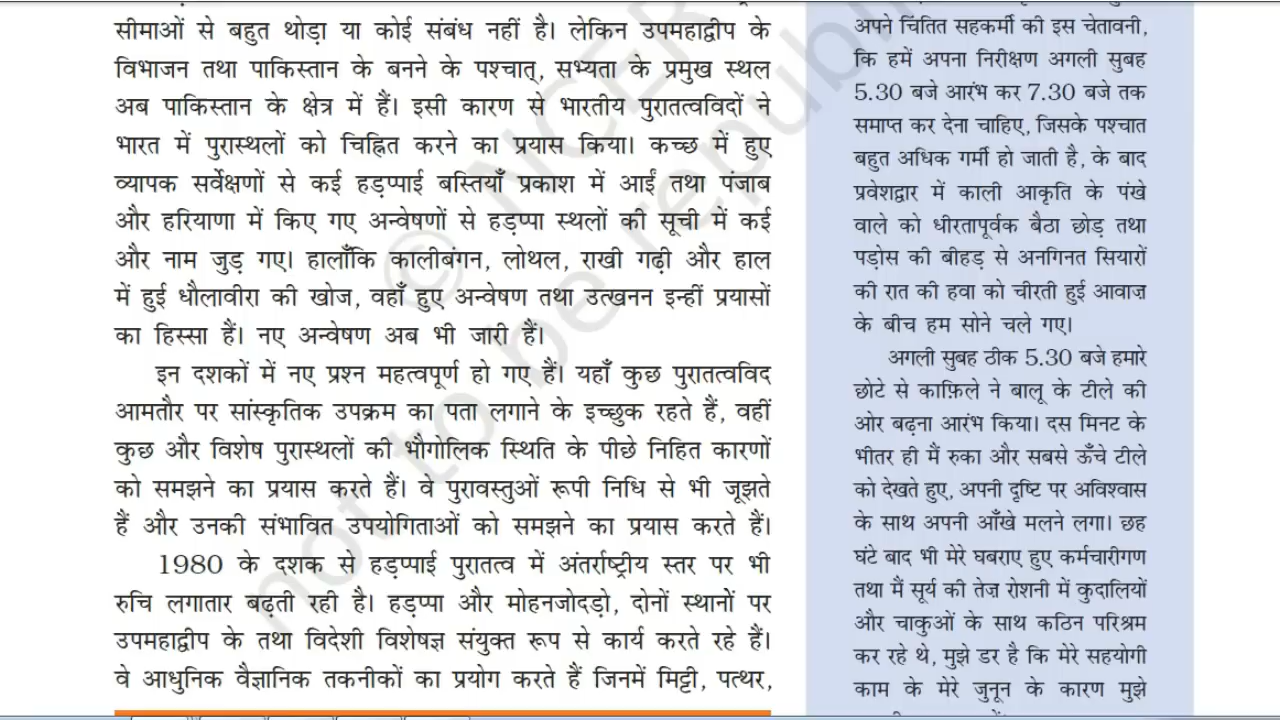 सीमाओं से बहुत थोड़ा या कोई संबंध नहीं है। लेकिन उपमहाद्वीप के
विभाजन तथा पाकिस्तान के बनने के पश्चात्, सभ्यता के प्रमुख स्थल
अब पाकिस्तान के क्षेत्र में हैं। इसी कारण से भारतीय पुरातत्वविदों ने
भारत में पुरास्थलों को चिह्नित करने का प्रयास किया। कच्छ में हुए
व्यापक सर्वेक्षणों से कई हड़प्पाई बस्तियाँ प्रकाश में आईं तथा पंजाब
और हरियाणा में किए गए अन्वेषणों से हड़प्पा स्थलों की सूची में कई
और नाम जुड़ गए। हालाँकि कालीबंगन, लोथल, राखी गढ़ी और हाल
में हुई धौलावीरा की खोज, वहाँ हुए अन्वेषण तथा उत्खनन इन्हीं प्रयासों
का हिस्सा हैं। नए अन्वेषण अब भी जारी हैं।
इन दशकों में नए प्रश्न महत्वपूर्ण हो गए हैं। यहाँ कुछ पुरातत्वविद
आमतौर पर सांस्कृतिक उपक्रम का पता लगाने के इच्छुक रहते हैं, वहीं
कुछ और विशेष पुरास्थलों की भौगोलिक स्थिति के पीछे निहित कारणों
को समझने का प्रयास करते हैं। वे पुरावस्तुओं रूपी निधि से भी जूझते
हैं और उनकी संभावित उपयोगिताओं को समझने का प्रयास करते हैं।
1980 के दशक से हड़प्पाई पुरातत्व में अंतर्राष्ट्रीय स्तर पर भी
रुचि लगातार बढ़ती रही है। हड़प्पा और मोहनजोदड़ो, दोनों स्थानों पर
उपमहाद्वीप के तथा विदेशी विशेषज्ञ संयुक्त रूप से कार्य करते रहे हैं।
वे आधुनिक वैज्ञानिक तकनीकों का प्रयोग करते हैं जिनमें मिट्टी, पत्थर,
अपने चिंतित सहकर्मी की इस चेतावनी,
कि हमें अपना निरीक्षण अगली सुबह
5.30 बजे आरंभ कर 7.30 बजे तक
समाप्त कर देना चाहिए, जिसके पश्चात
बहुत अधिक गर्मी हो जाती है, के बाद
प्रवेशद्वार में काली आकृति के पंखे
वाले को धीरतापूर्वक बैठा छोड़ तथा
पड़ोस की बीहड़ से अनगिनत सियारों
की रात की हवा को चीरती हुई आवाज़
के बीच हम सोने चले गए।
अगली सुबह ठीक 5.30 बजे हमारे
छोटे से काफ़िले ने बालू के टीले की
ओर बढ़ना आरंभ किया। दस मिनट के
भीतर ही मैं रुका और सबसे ऊँचे टीले
को देखते हुए, अपनी दृष्टि पर अविश्वास
के साथ अपनी आँखे मलने लगा। छह
घंटे बाद भी मेरे घबराए हुए कर्मचारीगण
तथा मैं सूर्य की तेज़ रोशनी में कुदालियों
और चाकुओं के साथ कठिन परिश्रम
कर रहे थे, मुझे डर है कि मेरे सहयोगी
काम के मेरे जुनून के कारण मुझे
© NCER
not to be republi